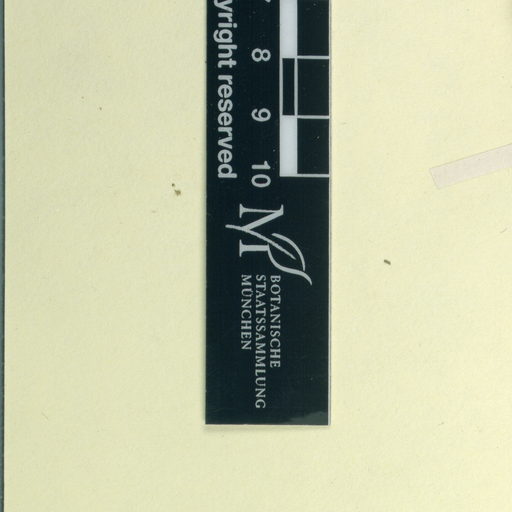 yright reserved
8 9 10
BOTANISCHE
STAATSSAMMLUNG
MÜNCHEN